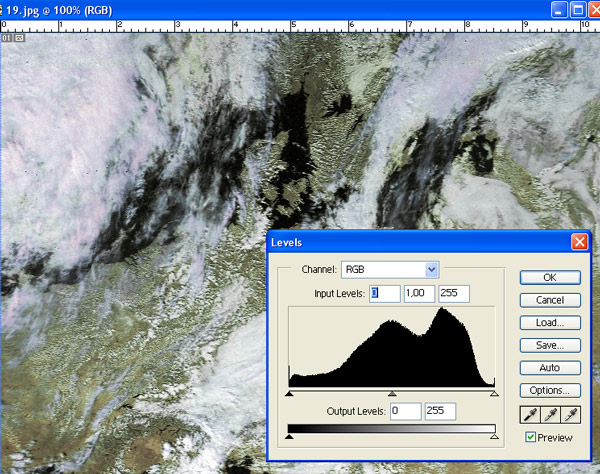 19.jpg @ 100% (RGB)
0 1 2 3 4 5 6 7 8 9 10
01
Levels
Channel: RGB
Input Levels: 0 1,00 255
Output Levels: 0 255
OK
Cancel
Load...
Save...
Auto
Options...
Preview